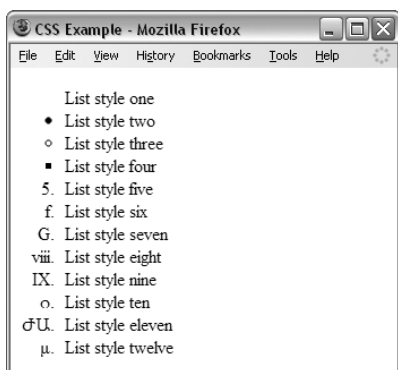 CSS Example - Mozilla Firefox
File Edit View History Bookmarks Tools Help
List style one
• List style two
◦ List style three
▪ List style four
5. List style five
f. List style six
G. List style seven
viii. List style eight
IX. List style nine
ი. List style ten
ԺԱ. List style eleven
μ. List style twelve